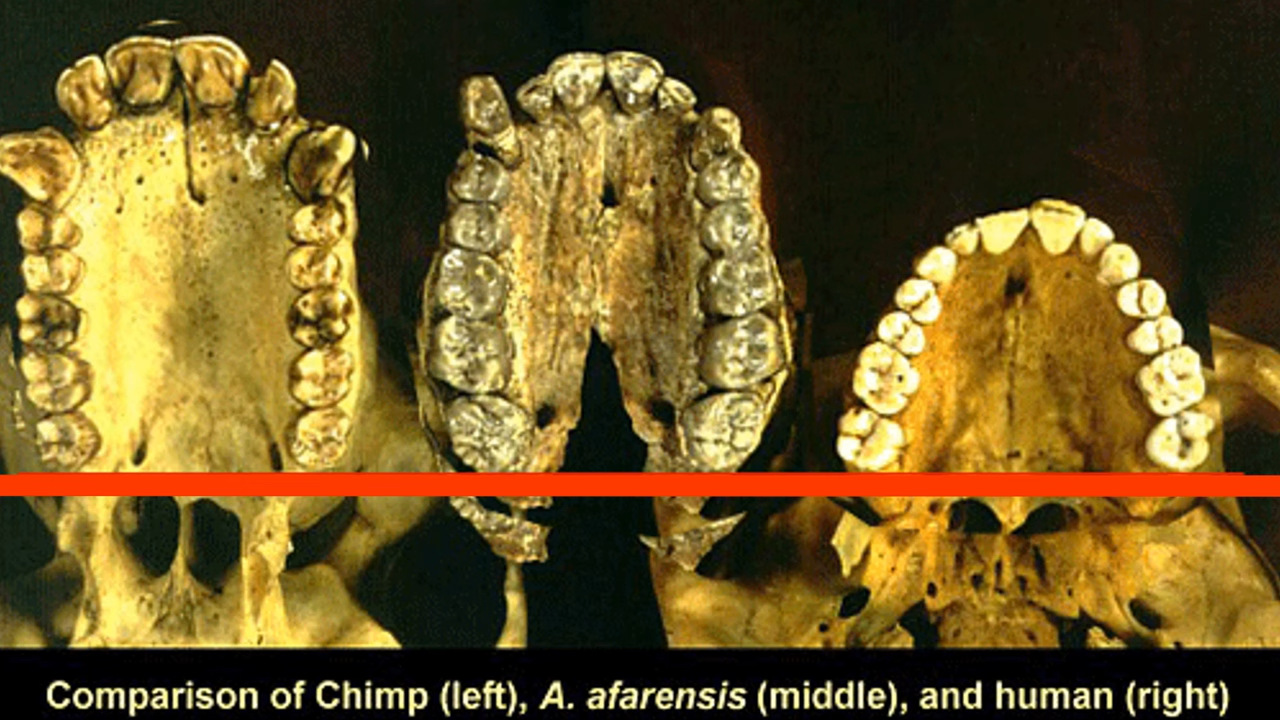 Comparison of Chimp (left), A. afarensis (middle), and human (right)